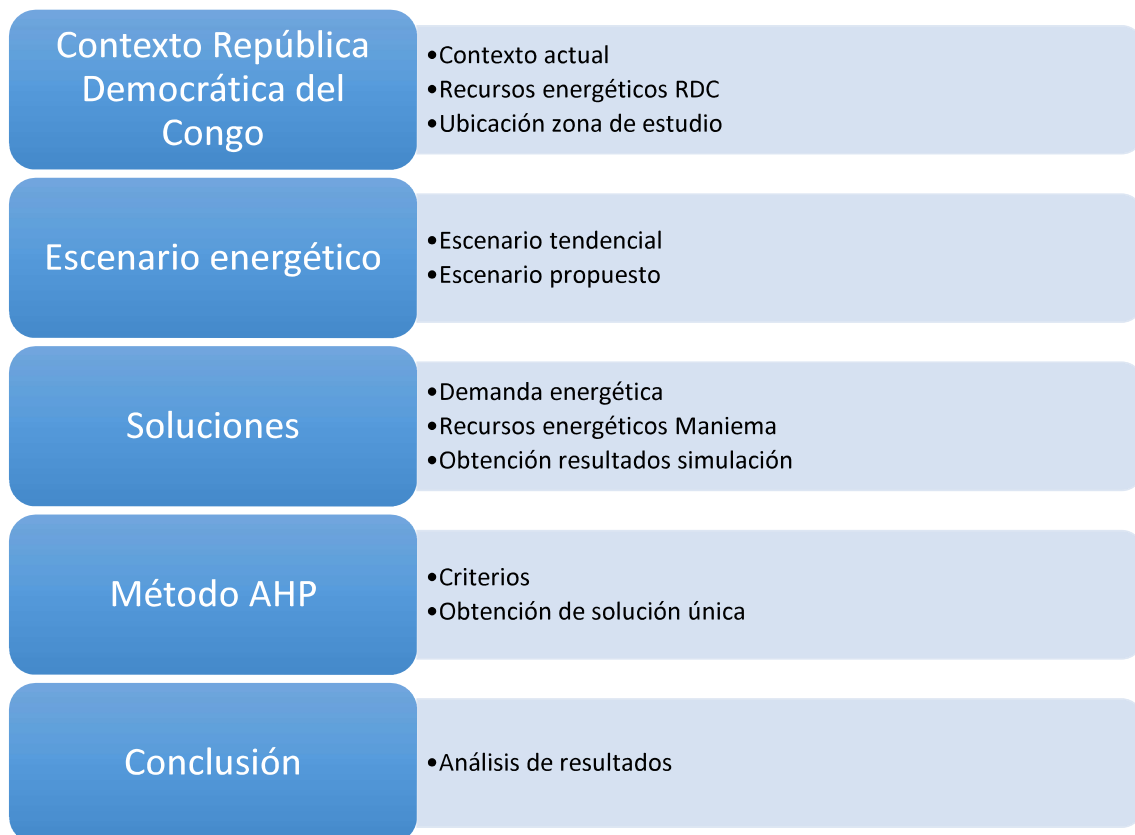 Contexto República
Democrática del
Congo
•Contexto actual
•Recursos energéticos RDC
•Ubicación zona de estudio
Escenario energético
•Escenario tendencial
•Escenario propuesto
Soluciones
•Demanda energética
•Recursos energéticos Maniema
•Obtención resultados simulación
Método AHP
•Criterios
•Obtención de solución única
Conclusión
•Análisis de resultados